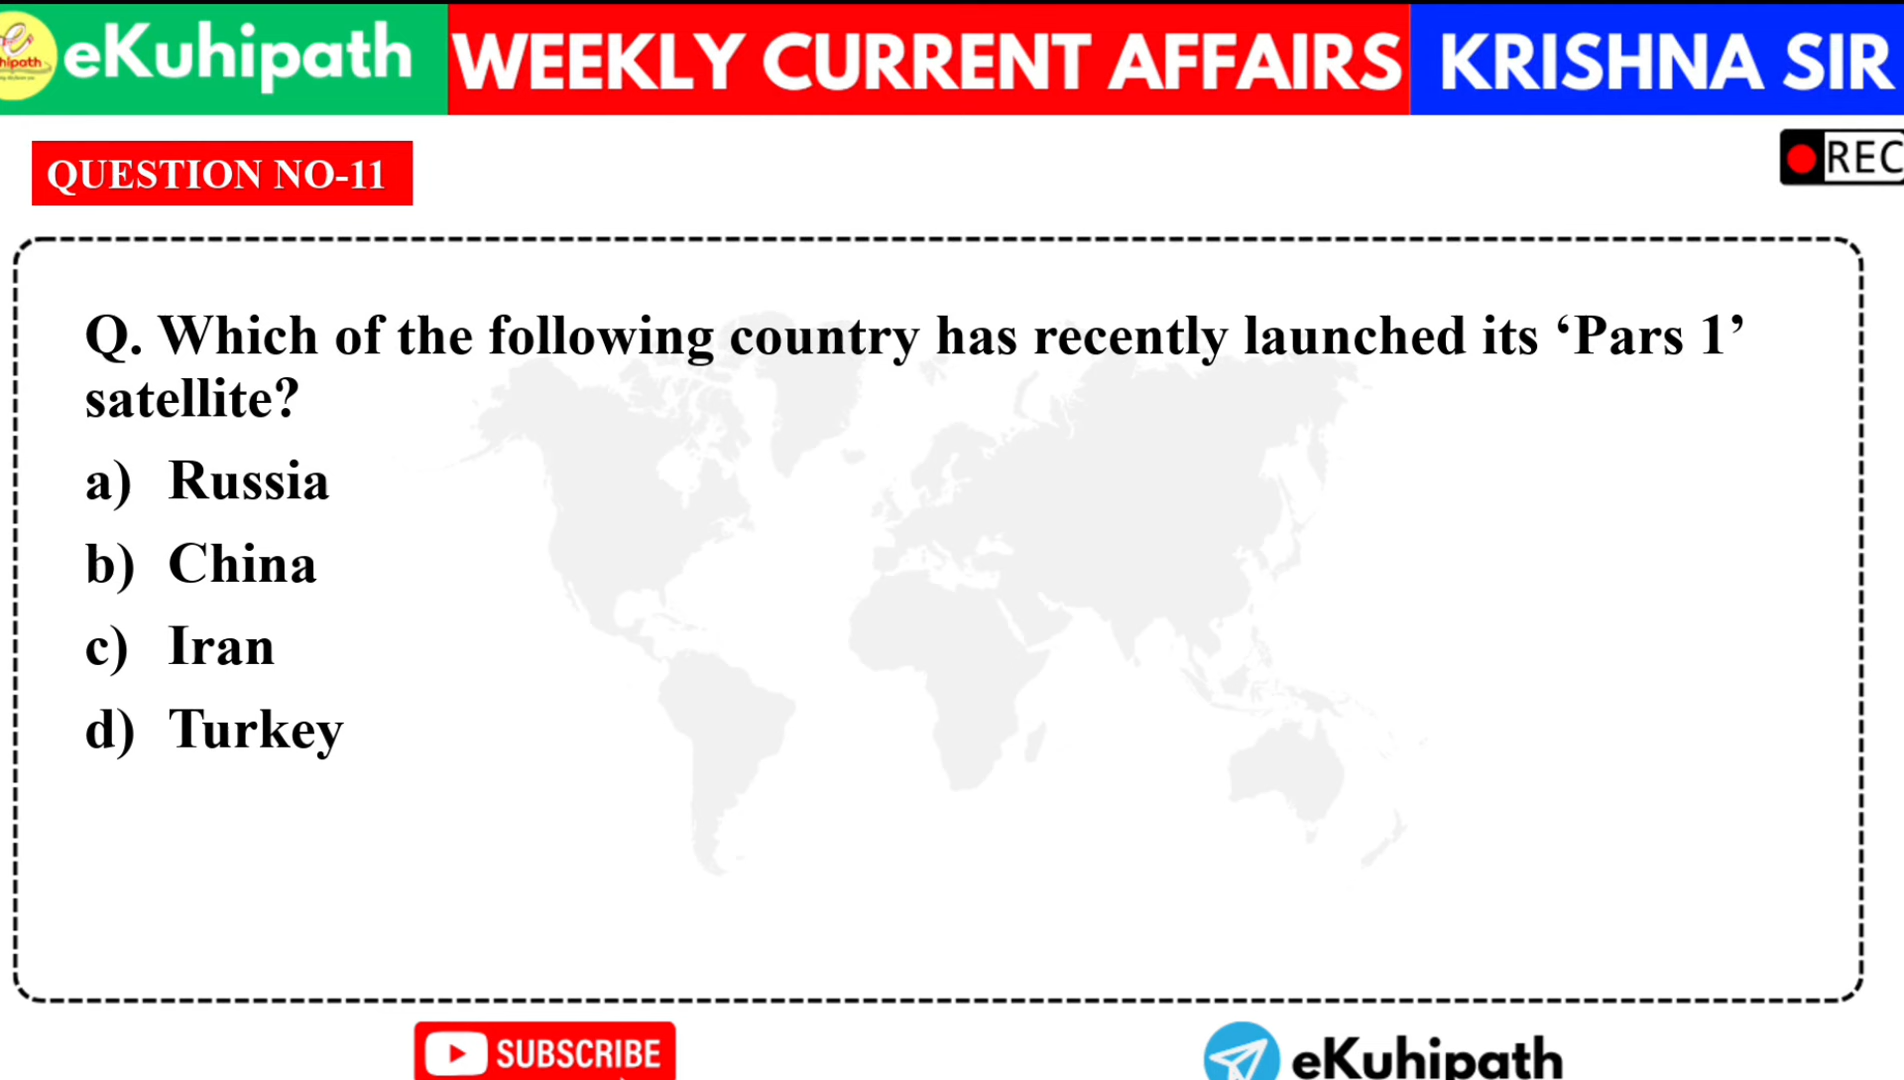 eKuhipath WEEKLY CURRENT AFFAIRS KRISHNA SIR
hipath
QUESTION NO-11
REC
Q. Which of the following country has recently launched its ‘Pars 1’
satellite?
a) Russia
b) China
c) Iran
d) Turkey
SUBSCRIBE
eKuhipath